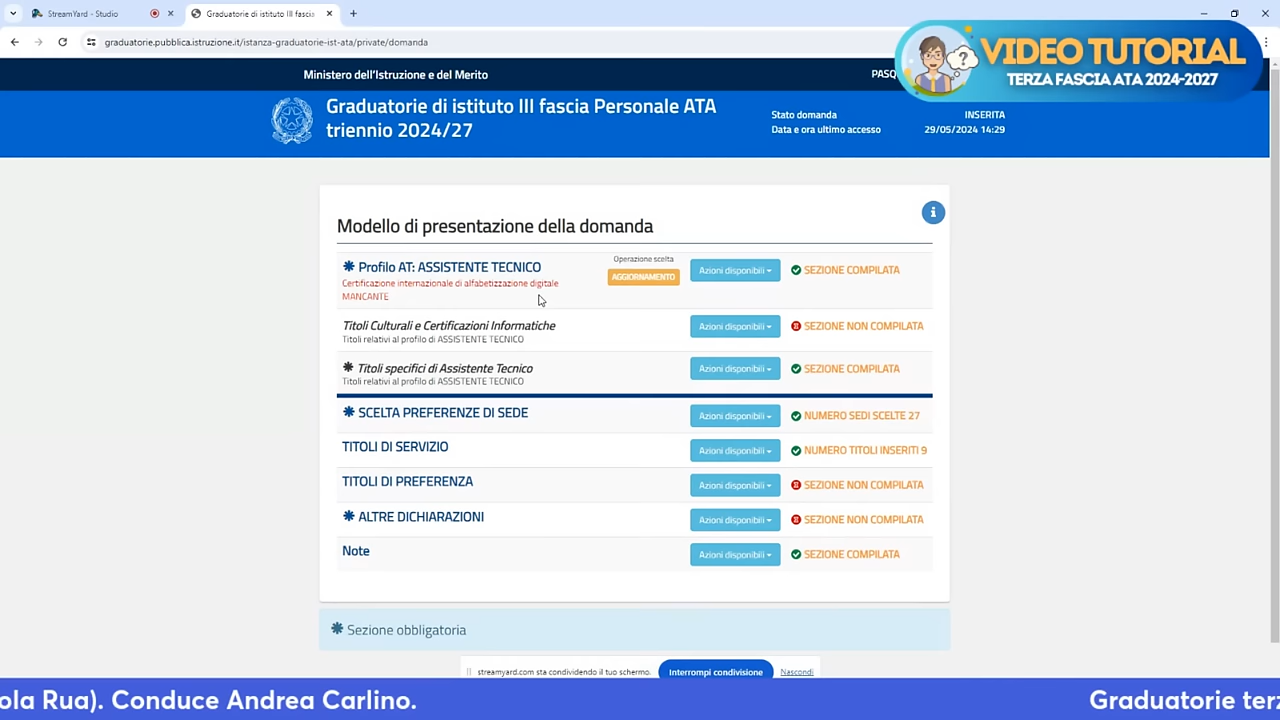 StreamYard - Studio
Graduatorie di istituto III fascia
graduatorie.pubblica.istruzione.it/istanza-graduatorie-ist-ata/private/domanda
VIDEO TUTORIAL
TERZA FASCIA ATA 2024-2027
Ministero dell'Istruzione e del Merito
PASQ
Graduatorie di istituto III fascia Personale ATA
triennio 2024/27
Stato domanda INSERITA
Data e ora ultimo accesso 29/05/2024 14:29
Modello di presentazione della domanda
Profilo AT: ASSISTENTE TECNICO
Certificazione internazionale di alfabetizzazione digitale
MANCANTE
Operazione scelta
AGGIORNAMENTO
Azioni disponibili
SEZIONE COMPILATA
Titoli Culturali e Certificazioni Informatiche
Titoli relativi al profilo di ASSISTENTE TECNICO
Azioni disponibili
SEZIONE NON COMPILATA
Titoli specifici di Assistente Tecnico
Titoli relativi al profilo di ASSISTENTE TECNICO
Azioni disponibili
SEZIONE COMPILATA
SCELTA PREFERENZE DI SEDE
Azioni disponibili
NUMERO SEDI SCELTE 27
TITOLI DI SERVIZIO
Azioni disponibili
NUMERO TITOLI INSERITI 9
TITOLI DI PREFERENZA
Azioni disponibili
SEZIONE NON COMPILATA
ALTRE DICHIARAZIONI
Azioni disponibili
SEZIONE NON COMPILATA
Note
Azioni disponibili
SEZIONE COMPILATA
Sezione obbligatoria
streamyard.com sta condividendo il tuo schermo.
Interrompi condivisione
Nascondi
ola Rua). Conduce Andrea Carlino.
Graduatorie terz